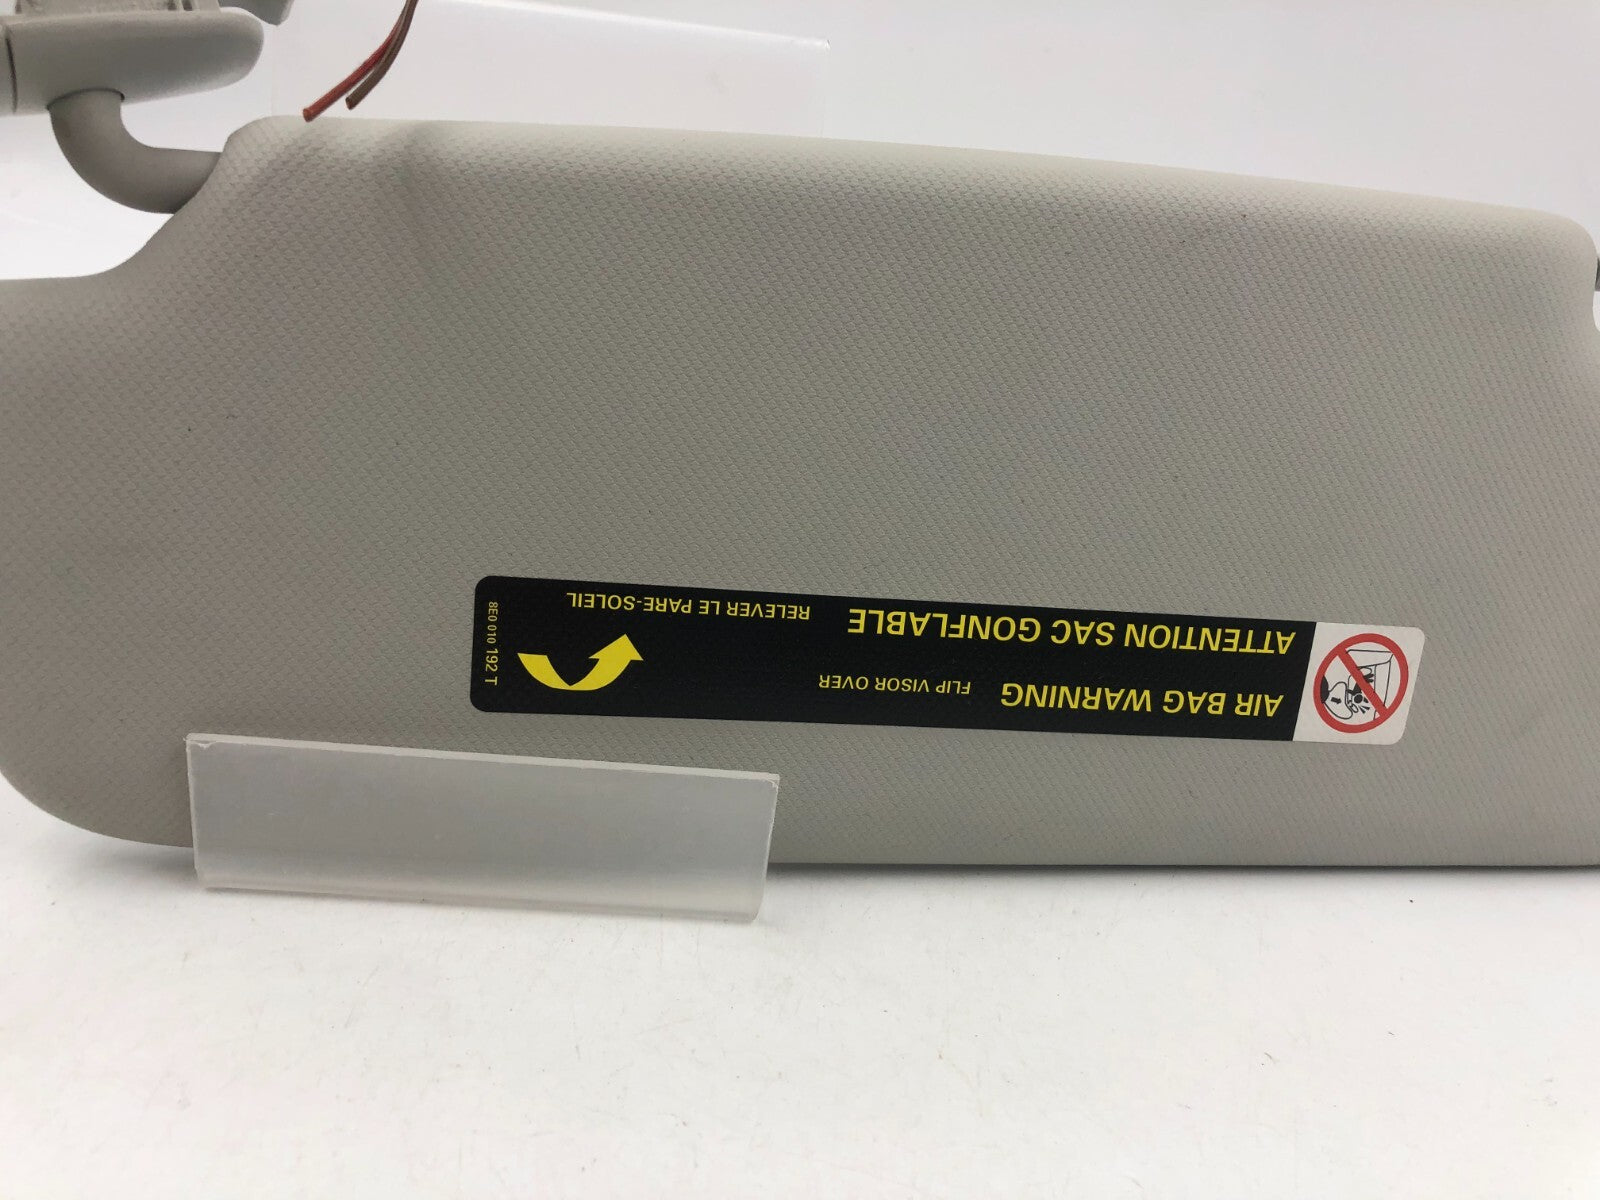 AIR BAG WARNING FLIP VISOR OVER
ATTENTION SAC GONFLABLE RELEVER LE PARE-SOLEIL
8E0 010 192 T